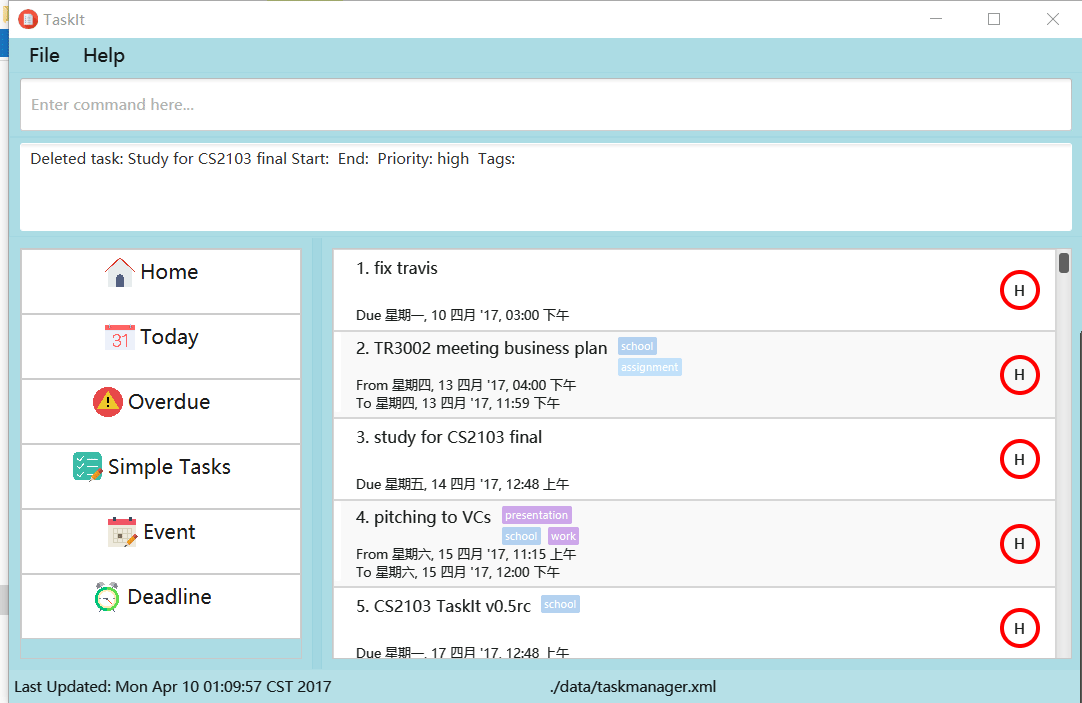 TaskIt
File Help
Enter command here...
Deleted task: Study for CS2103 final Start: End: Priority: high Tags:
Home
31 Today
Overdue
Simple Tasks
Event
Deadline
1. fix travis
Due 星期一, 10 四月 '17, 03:00 下午
H
2. TR3002 meeting business plan school
assignment
From 星期四, 13 四月 '17, 04:00 下午
To 星期四, 13 四月 '17, 11:59 下午
H
3. study for CS2103 final
Due 星期五, 14 四月 '17, 12:48 上午
H
4. pitching to VCs presentation
school work
From 星期六, 15 四月 '17, 11:15 上午
To 星期六, 15 四月 '17, 12:00 下午
H
5. CS2103 TaskIt v0.5rc school
Due 星期一, 17 四月 '17, 12:48 上午
H
Last Updated: Mon Apr 10 01:09:57 CST 2017
./data/taskmanager.xml